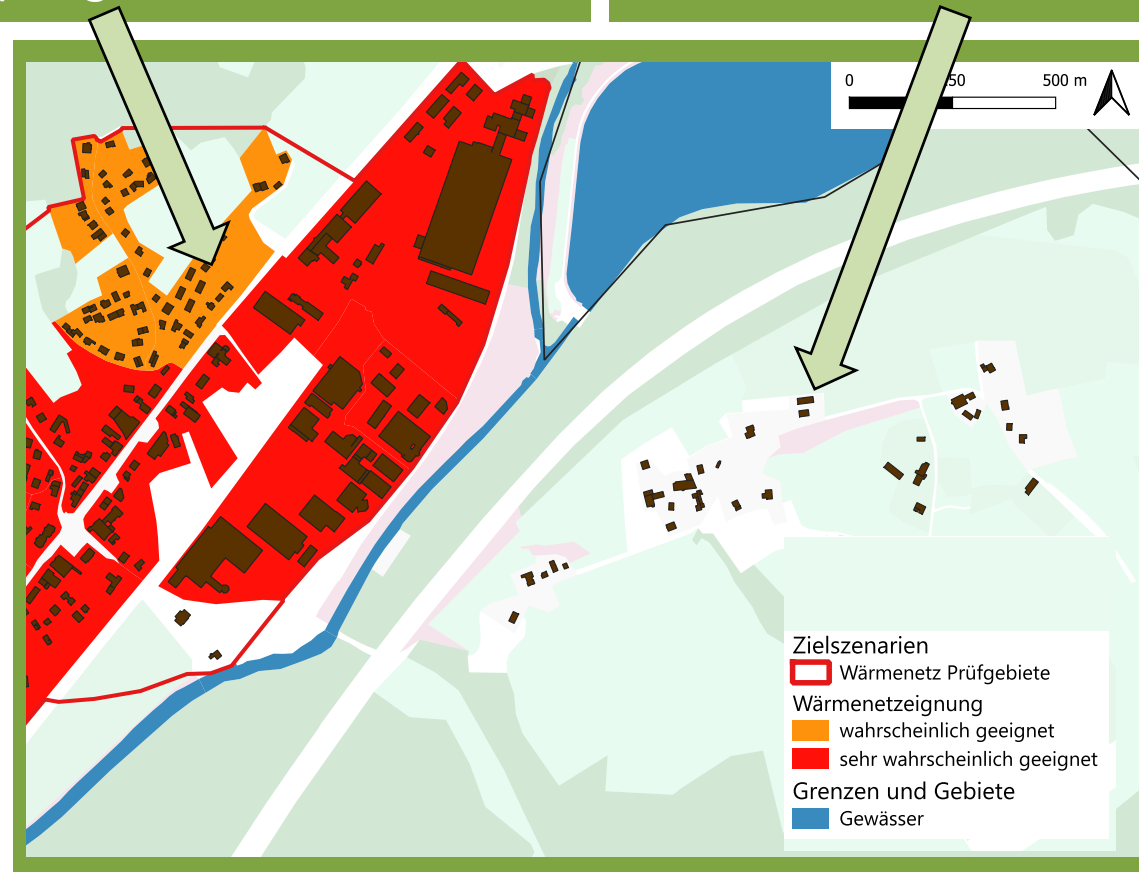 0
50
500 m
Zielszenarien
Wärmenetz Prüfgebiete
Wärmenetzeignung
wahrscheinlich geeignet
sehr wahrscheinlich geeignet
Grenzen und Gebiete
Gewässer